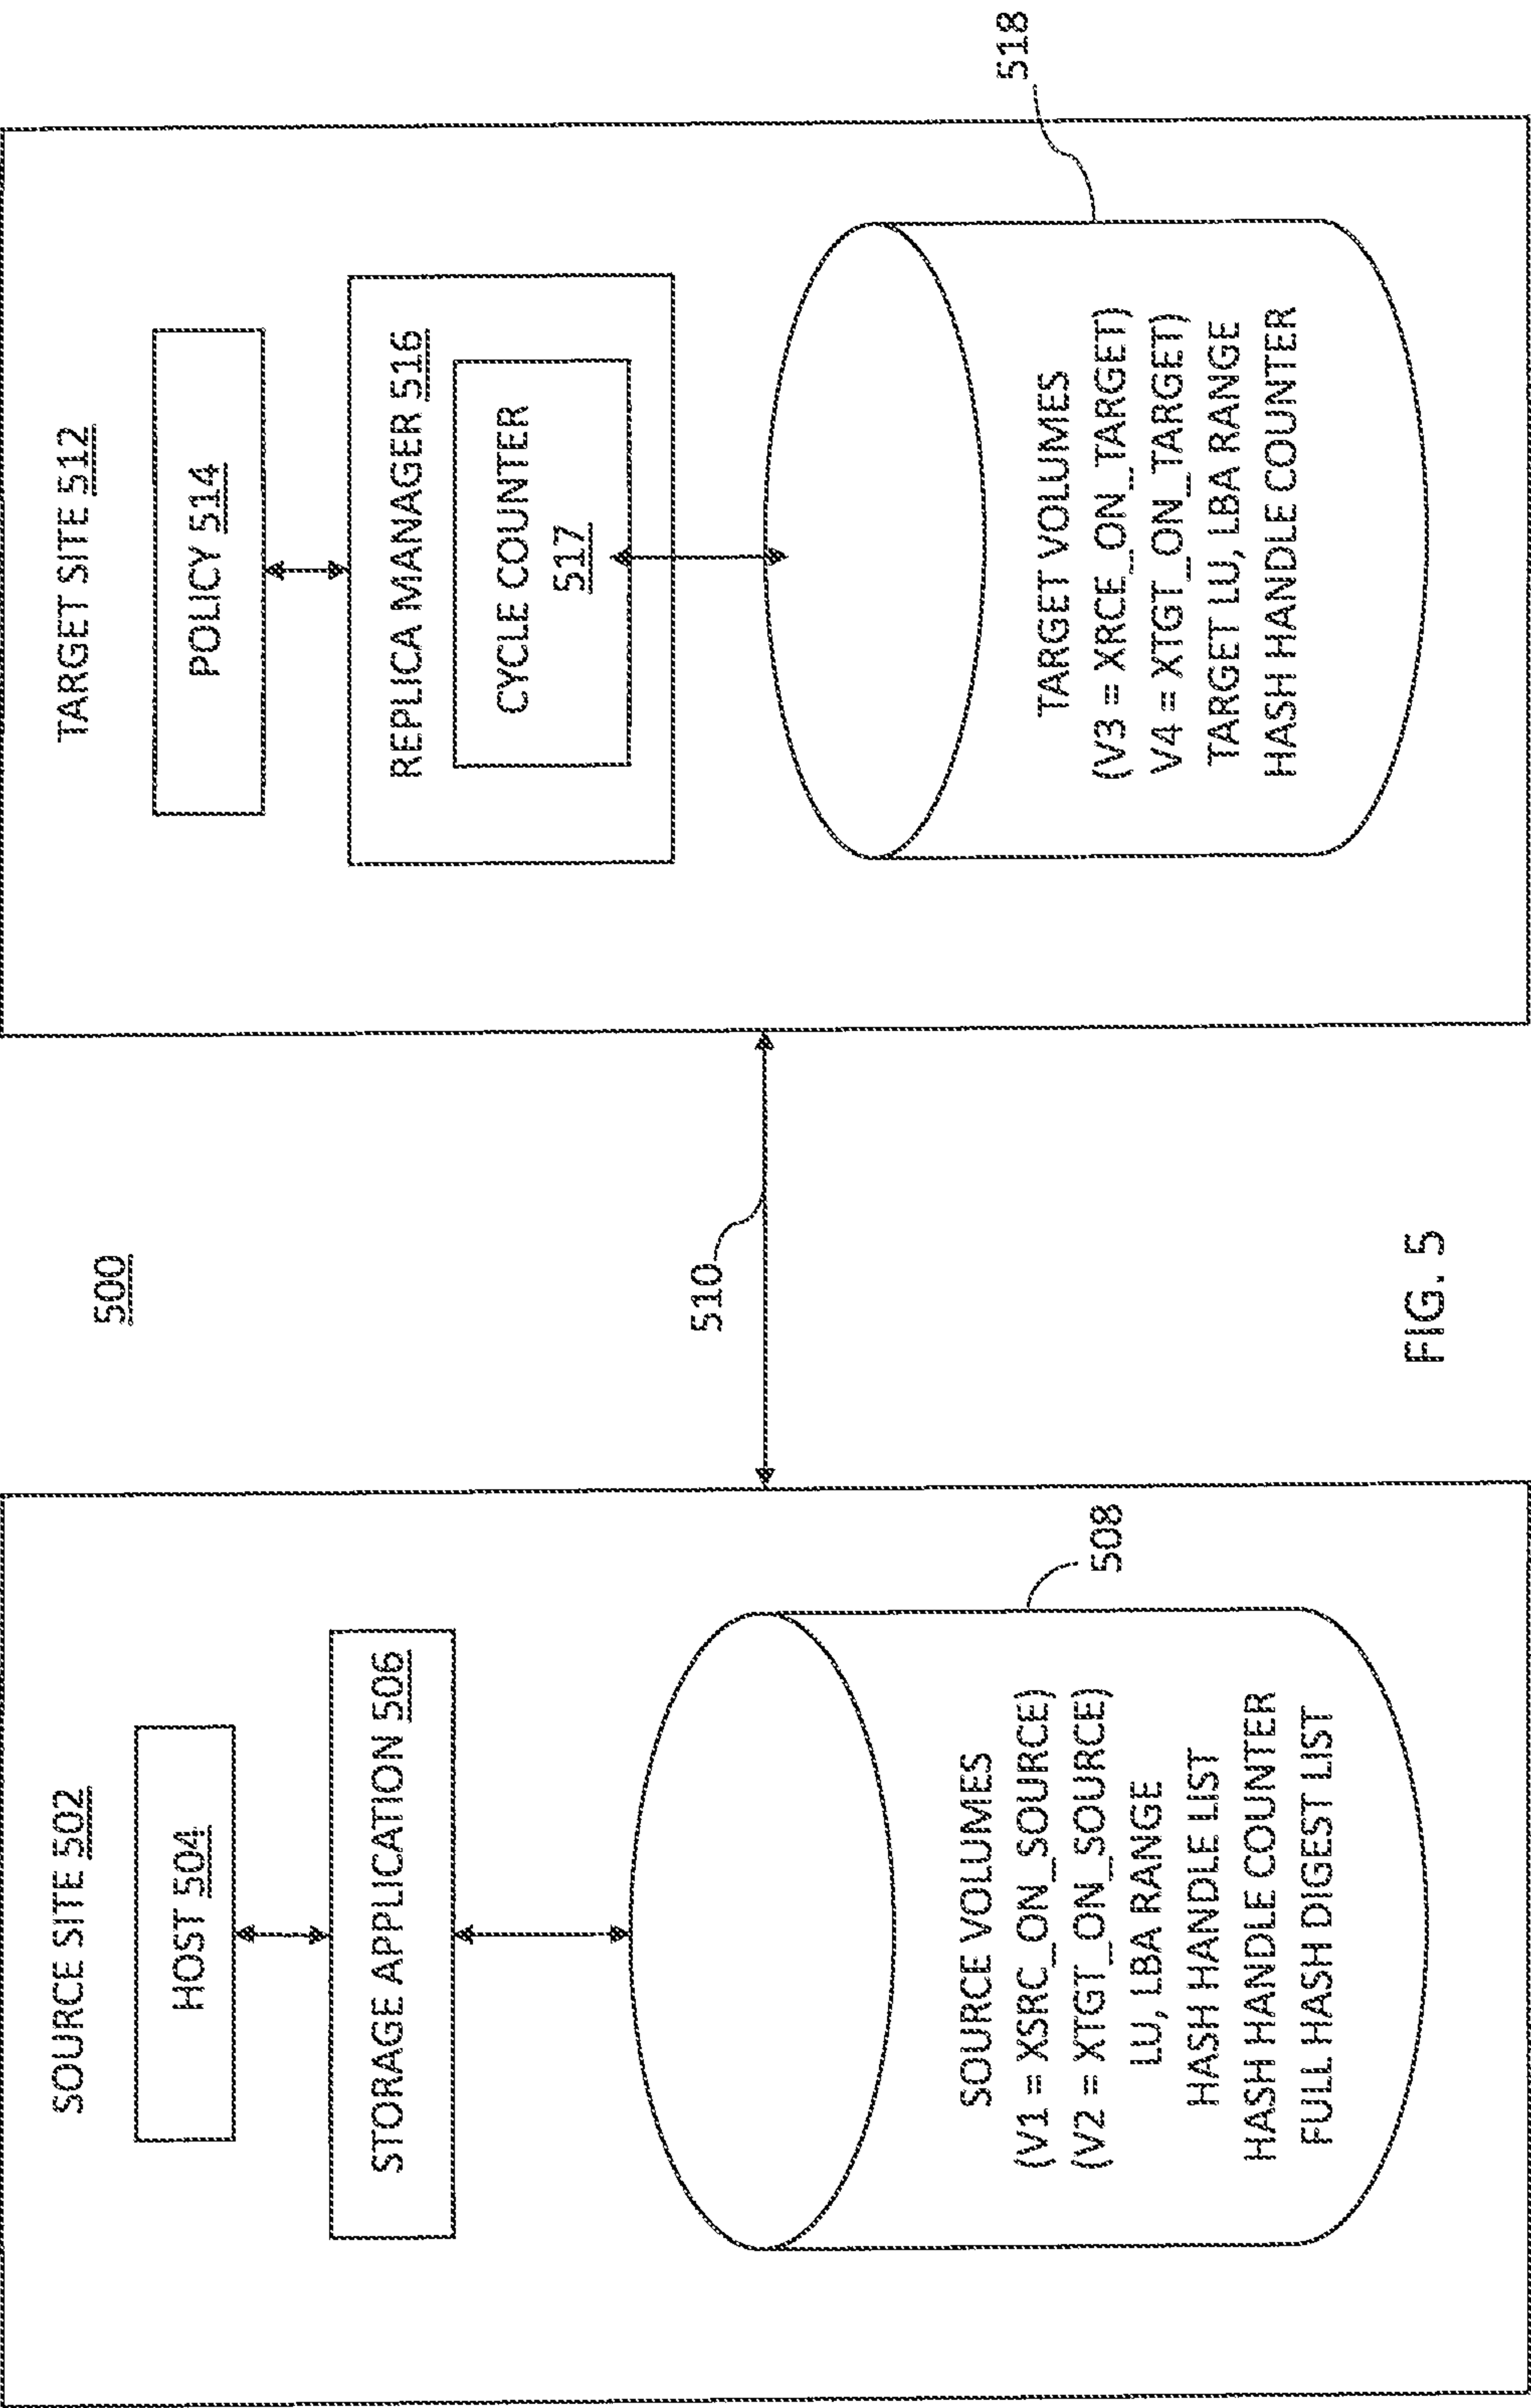 500
SOURCE SITE 502
HOST 504
STORAGE APPLICATION 506
SOURCE VOLUMES
(V1 = XSRC_ON_SOURCE)
(V2 = XTGT_ON_SOURCE)
LU, LBA RANGE
HASH HANDLE LIST
HASH HANDLE COUNTER
FULL HASH DIGEST LIST
508
510
TARGET SITE 512
POLICY 514
REPLICA MANAGER 516
CYCLE COUNTER
517
TARGET VOLUMES
(V3 = XRCE_ON_TARGET)
V4 = XTGT_ON_TARGET)
TARGET LU, LBA RANGE
HASH HANDLE COUNTER
518
FIG. 5